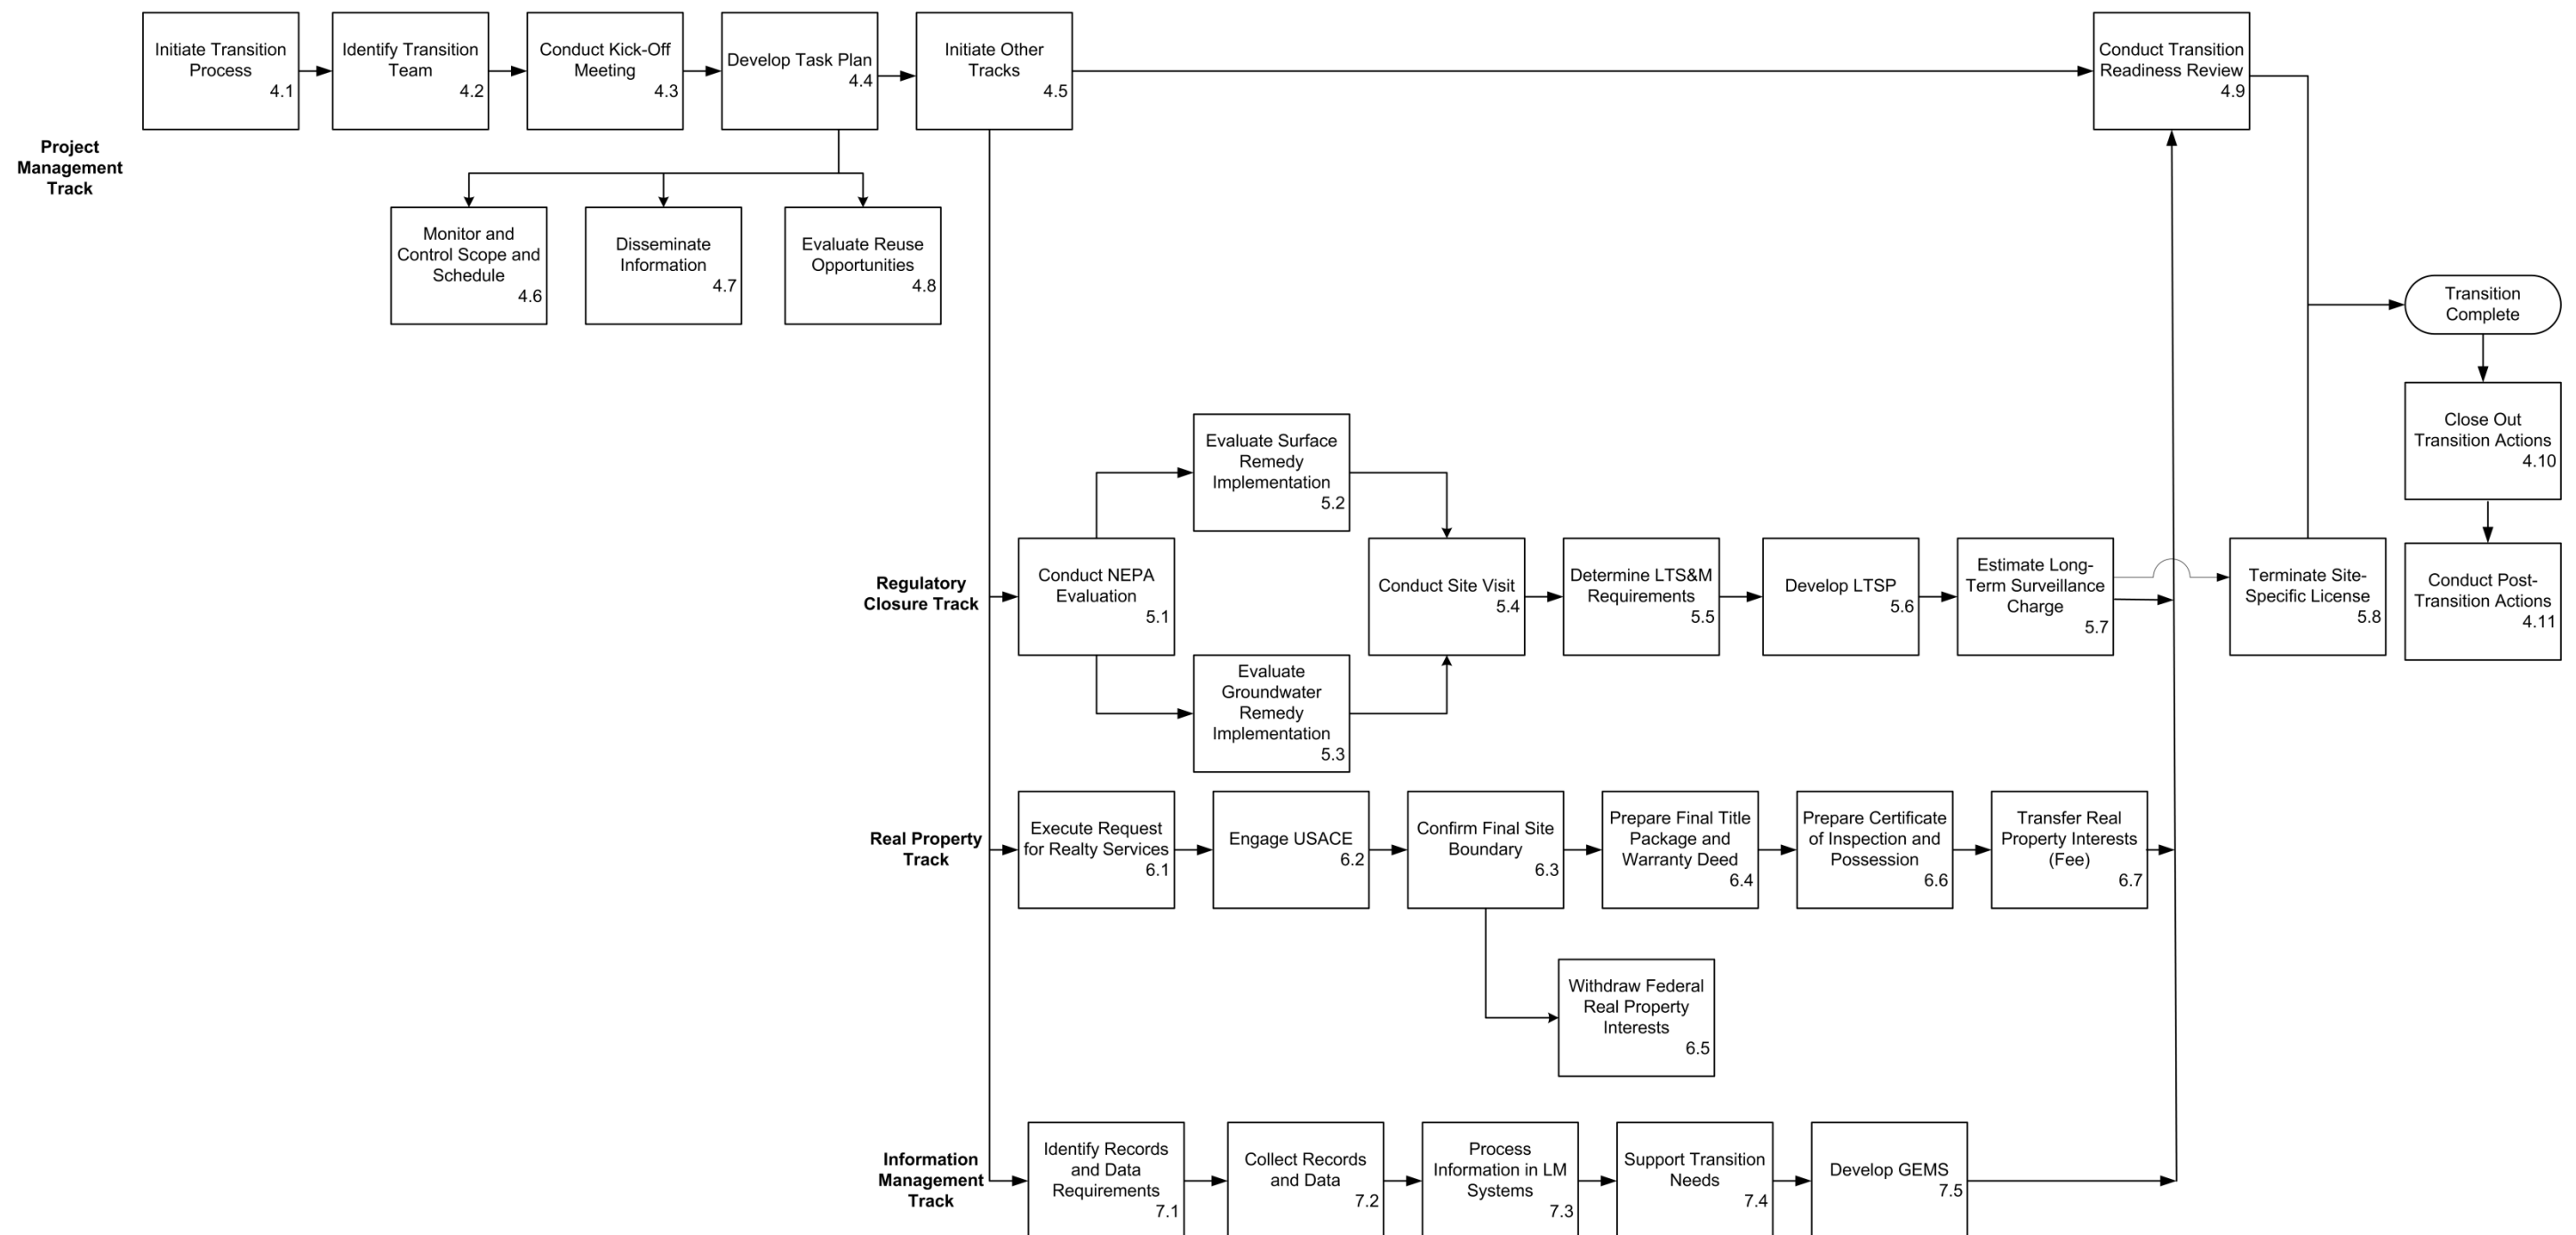 Initiate Transition
Process
4.1
Identify Transition
Team
4.2
Conduct Kick-Off
Meeting
4.3
Develop Task Plan
4.4
Initiate Other
Tracks
4.5
Conduct Transition
Readiness Review
4.9
Project
Management
Track
Monitor and
Control Scope and
Schedule
4.6
Disseminate
Information
4.7
Evaluate Reuse
Opportunities
4.8
Transition
Complete
Close Out
Transition Actions
4.10
Conduct Post-
Transition Actions
4.11
Regulatory
Closure Track
Conduct NEPA
Evaluation
5.1
Evaluate Surface
Remedy
Implementation
5.2
Evaluate
Groundwater
Remedy
Implementation
5.3
Conduct Site Visit
5.4
Determine LTS&M
Requirements
5.5
Develop LTSP
5.6
Estimate Long-
Term Surveillance
Charge
5.7
Terminate Site-
Specific License
5.8
Real Property
Track
Execute Request
for Realty Services
6.1
Engage USACE
6.2
Confirm Final Site
Boundary
6.3
Prepare Final Title
Package and
Warranty Deed
6.4
Prepare Certificate
of Inspection and
Possession
6.6
Transfer Real
Property Interests
(Fee)
6.7
Withdraw Federal
Real Property
Interests
6.5
Information
Management
Track
Identify Records
and Data
Requirements
7.1
Collect Records
and Data
7.2
Process
Information in LM
Systems
7.3
Support Transition
Needs
7.4
Develop GEMS
7.5